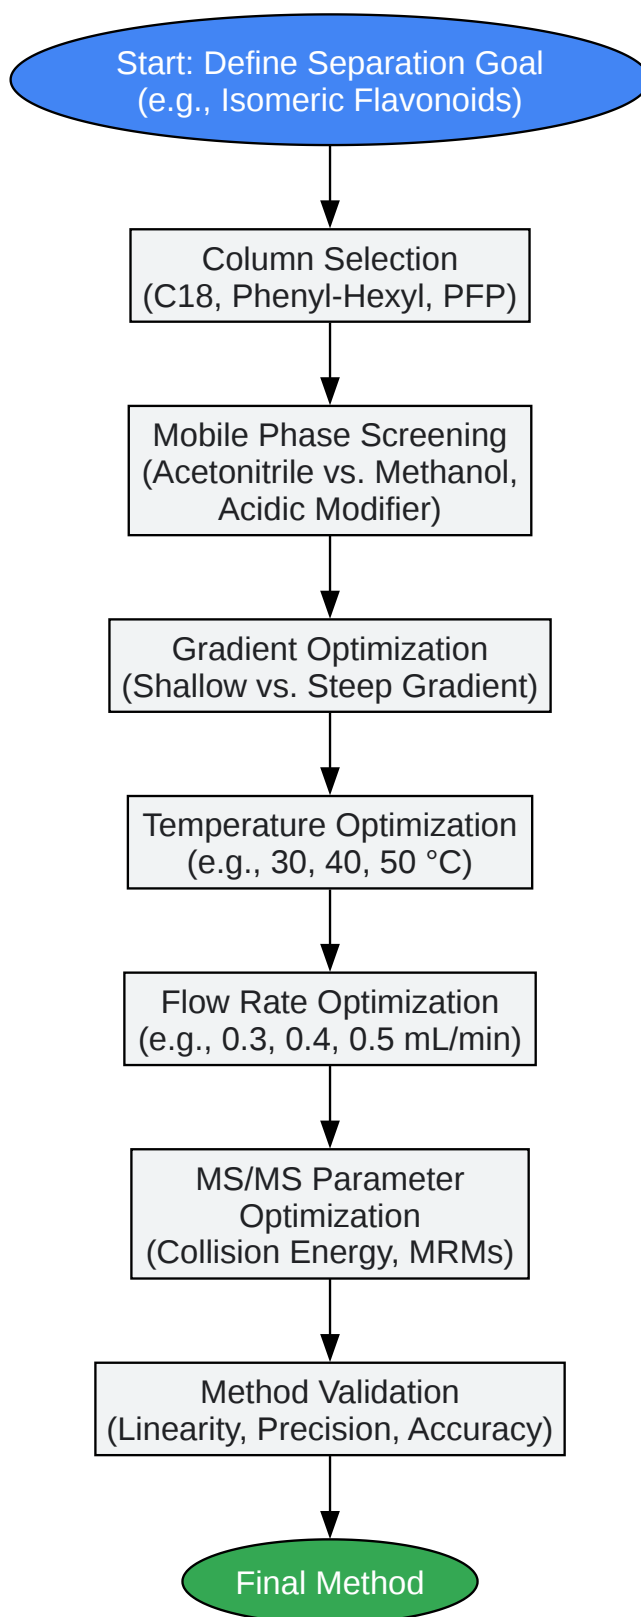 Start: Define Separation Goal
(e.g., Isomeric Flavonoids)
Column Selection
(C18, Phenyl-Hexyl, PFP)
Mobile Phase Screening
(Acetonitrile vs. Methanol,
Acidic Modifier)
Gradient Optimization
(Shallow vs. Steep Gradient)
Temperature Optimization
(e.g., 30, 40, 50 °C)
Flow Rate Optimization
(e.g., 0.3, 0.4, 0.5 mL/min)
MS/MS Parameter
Optimization
(Collision Energy, MRMs)
Method Validation
(Linearity, Precision, Accuracy)
Final Method